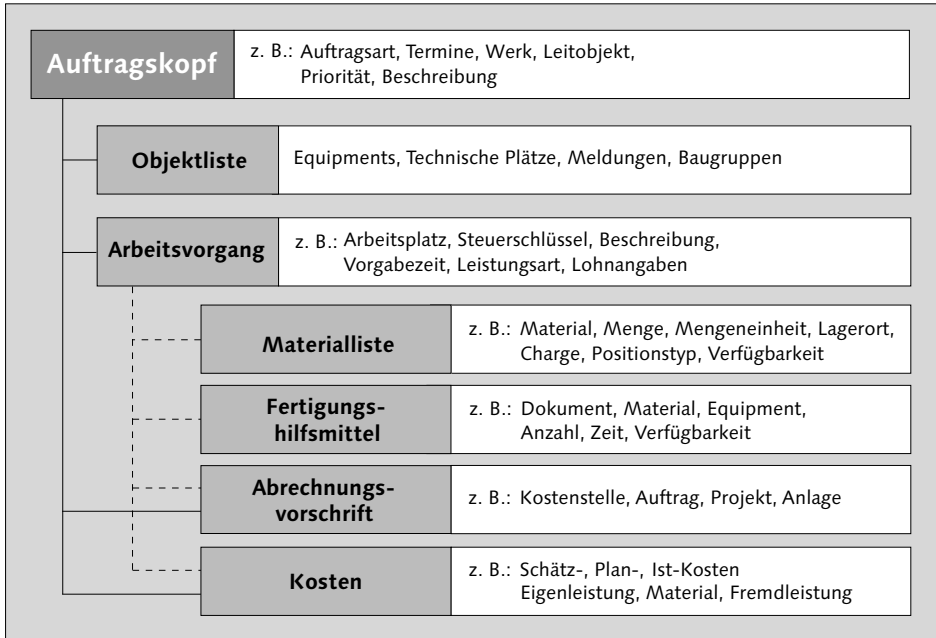 Auftragskopf
z. B.: Auftragsart, Termine, Werk, Leitobjekt,
Priorität, Beschreibung
Objektliste
Equipments, Technische Plätze, Meldungen, Baugruppen
Arbeitsvorgang
z. B.: Arbeitsplatz, Steuerschlüssel, Beschreibung,
Vorgabezeit, Leistungsart, Lohnangaben
Materialliste
z. B.: Material, Menge, Mengeneinheit, Lagerort,
Charge, Positionstyp, Verfügbarkeit
Fertigungs-
hilfsmittel
z. B.: Dokument, Material, Equipment,
Anzahl, Zeit, Verfügbarkeit
Abrechnungs-
vorschrift
z. B.: Kostenstelle, Auftrag, Projekt, Anlage
Kosten
z. B.: Schätz-, Plan-, Ist-Kosten
Eigenleistung, Material, Fremdleistung